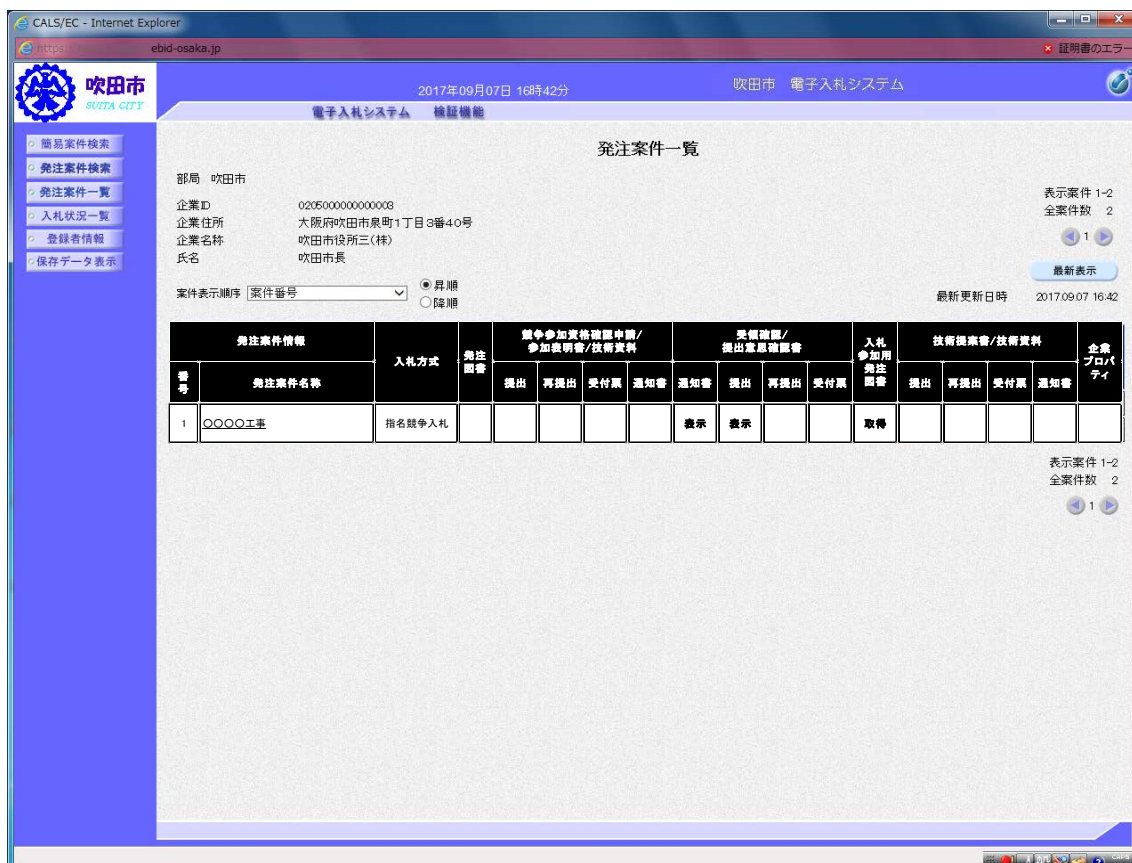 CALS/EC - Internet Explorer
ebid-osaka.jp
証明書のエラー
吹田市
SUITA CITY
2017年09月07日 16時42分
吹田市 電子入札システム
電子入札システム 検証機能
簡易案件検索
発注案件検索
発注案件一覧
入札状況一覧
登録者情報
保存データ表示
発注案件一覧
部局 吹田市
企業ID 0205000000000003
企業住所 大阪府吹田市泉町1丁目3番40号
企業名称 吹田市役所三(株)
氏名 吹田市長
表示案件 1-2
全案件数 2
1
最新表示
案件表示順序 案件番号
昇順
降順
最新更新日時 2017.09.07 16:42
発注案件情報 入札方式 発注図書 競争参加資格確認申請/参加表明書/技術資料 受領確認/提出意思確認書 入札参加用発注図書 技術提案書/技術資料 企業プロパティ
番号 発注案件名称 提出 再提出 受付票 通知書 通知書 提出 再提出 受付票 提出 再提出 受付票 通知書
1 〇〇〇〇工事 指名競争入札 表示 表示 取得
表示案件 1-2
全案件数 2
1